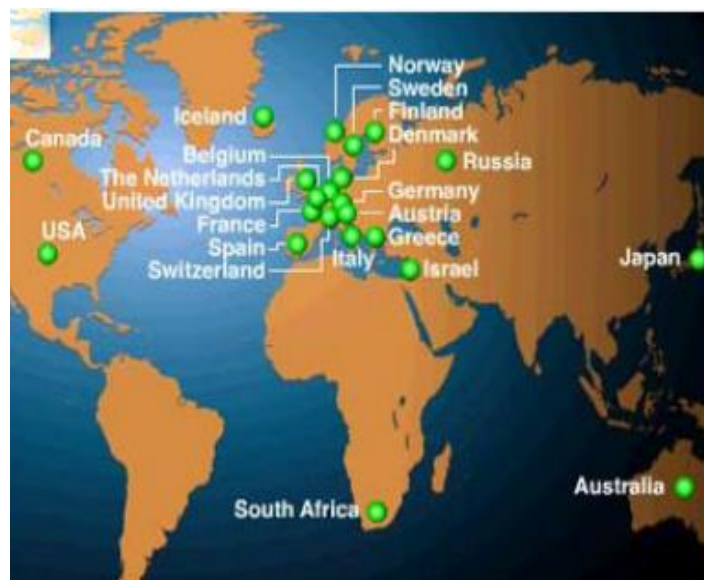 Norway
Sweden
Finland
Denmark
Iceland
Canada
Belgium
The Netherlands
United Kingdom
France
Spain
Switzerland
Russia
Germany
Austria
Greece
Italy
Israel
USA
Japan
South Africa
Australia